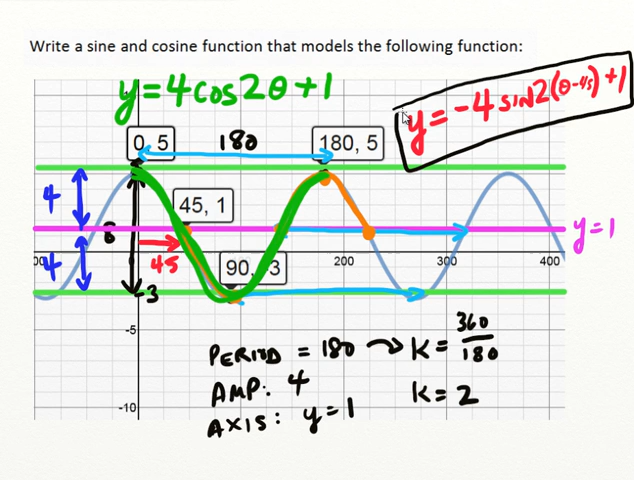 Write a sine and cosine function that models the following function:
y=4cos2θ+1
y=-4sin2(θ-45)+1
0, 5
180
180, 5
4
45, 1
y=1
8
4
45
90, -3
0
200
300
400
-3
-5
PERIOD = 180 → K = 360/180
AMP: 4
K = 2
-10
AXIS: y=1